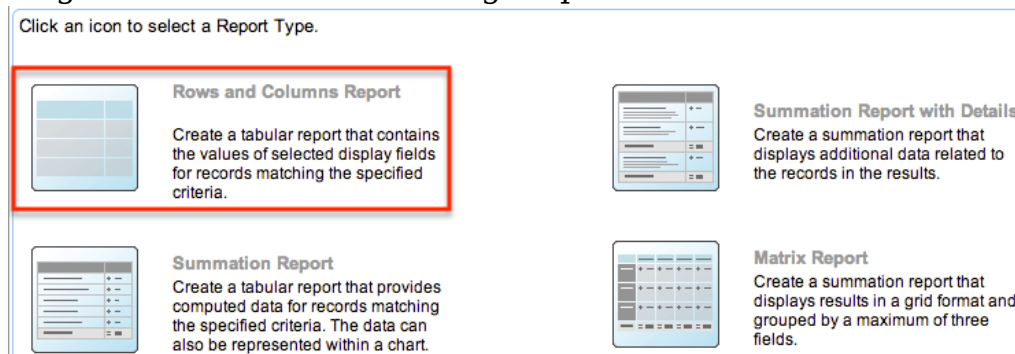 Click an icon to select a Report Type.
Rows and Columns Report
Create a tabular report that contains
the values of selected display fields
for records matching the specified
criteria.
Summation Report with Details
Create a summation report that
displays additional data related to
the records in the results.
Summation Report
Create a tabular report that provides
computed data for records matching
the specified criteria. The data can
also be represented within a chart.
Matrix Report
Create a summation report that
displays results in a grid format and
grouped by a maximum of three
fields.